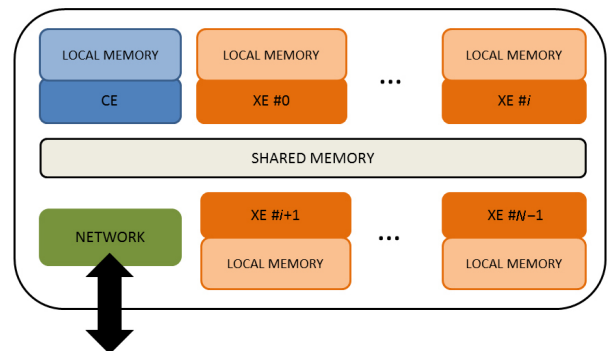 LOCAL MEMORY
LOCAL MEMORY
LOCAL MEMORY
CE
XE #0
...
XE #i
SHARED MEMORY
NETWORK
XE #i+1
...
XE #N−1
LOCAL MEMORY
LOCAL MEMORY